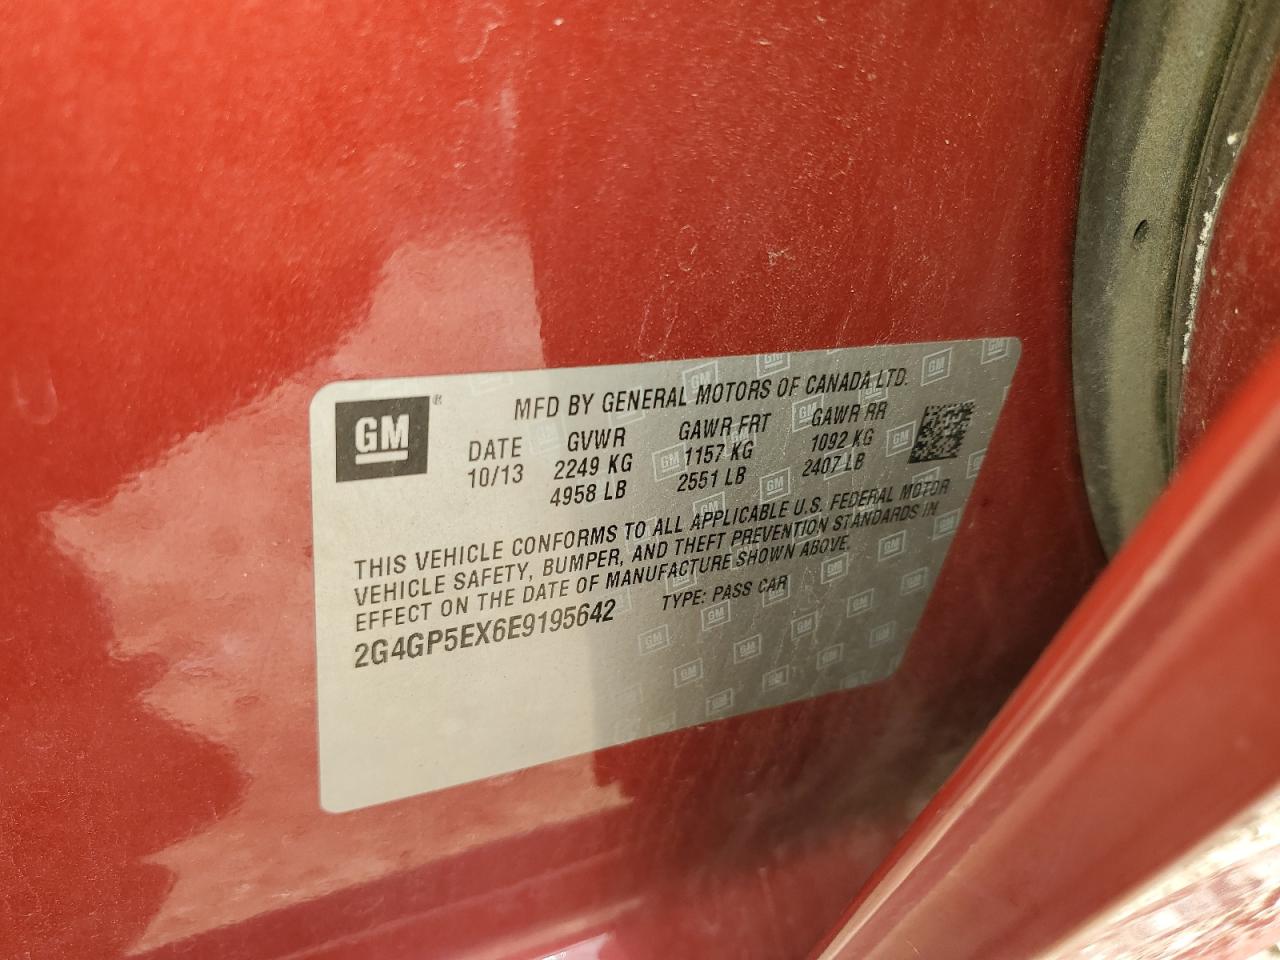 GM®
MFD BY GENERAL MOTORS OF CANADA LTD.
DATE GVWR GAWR FRT GAWR RR
10/13 2249 KG 1157 KG 1092 KG
4958 LB 2551 LB 2407 LB
THIS VEHICLE CONFORMS TO ALL APPLICABLE U.S. FEDERAL MOTOR
VEHICLE SAFETY, BUMPER, AND THEFT PREVENTION STANDARDS IN
EFFECT ON THE DATE OF MANUFACTURE SHOWN ABOVE.
2G4GP5EX6E9195642 TYPE: PASS CAR